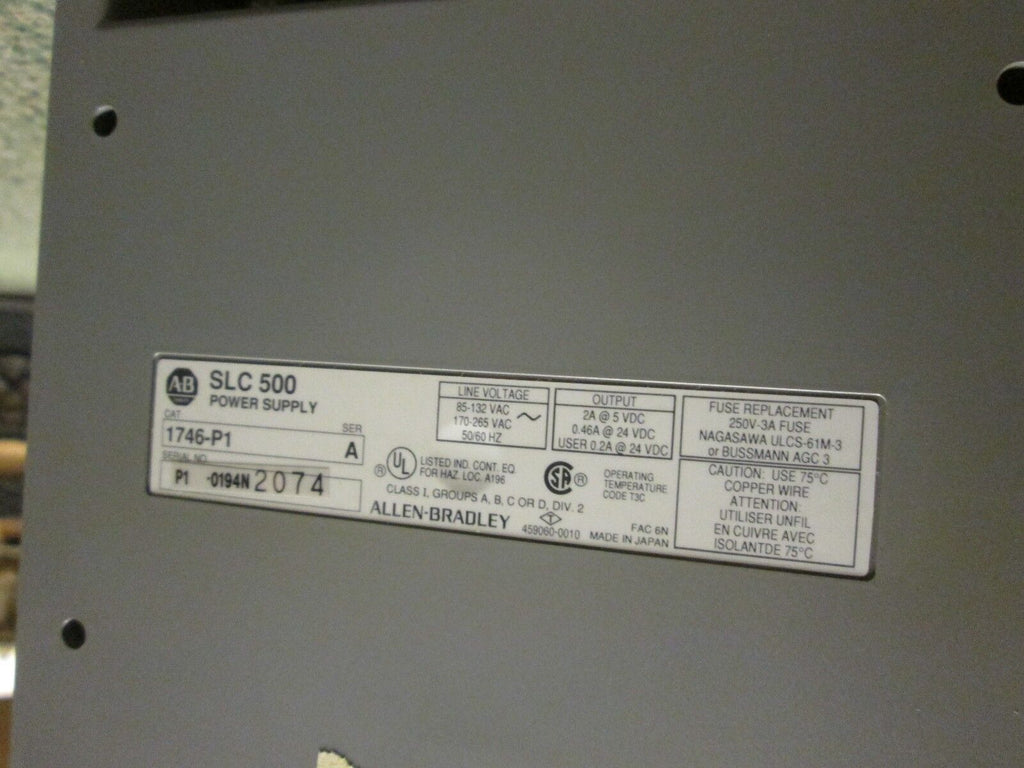 AB
SLC 500
POWER SUPPLY
CAT
SER
1746-P1
A
SERIAL NO.
P1 -0194N 2074
LINE VOLTAGE
85-132 VAC
170-265 VAC
50/60 HZ
OUTPUT
2A @ 5 VDC
0.46A @ 24 VDC
USER 0.2A @ 24 VDC
FUSE REPLACEMENT
250V-3A FUSE
NAGASAWA ULCS-61M-3
or BUSSMANN AGC 3
UL ®
LISTED IND. CONT. EQ
FOR HAZ. LOC. A196
SA ®
OPERATING
TEMPERATURE
CODE T3C
CLASS I, GROUPS A, B, C OR D, DIV. 2
ALLEN-BRADLEY
459060-0010
FAC 6N
MADE IN JAPAN
CAUTION: USE 75°C
COPPER WIRE
ATTENTION:
UTILISER UNFIL
EN CUIVRE AVEC
ISOLANTDE 75°C